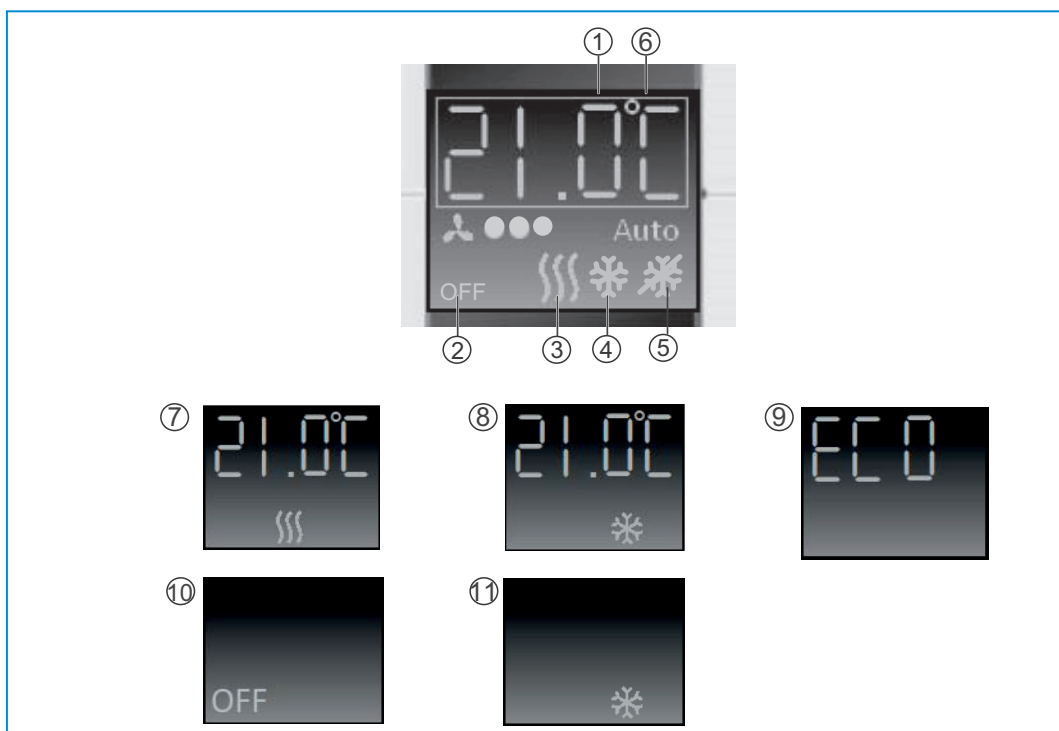 ① ⑥
21.0°C
Auto
OFF
② ③ ④ ⑤
⑦ ⑧ ⑨
21.0°C 21.0°C ECO
⑩ ⑪
OFF